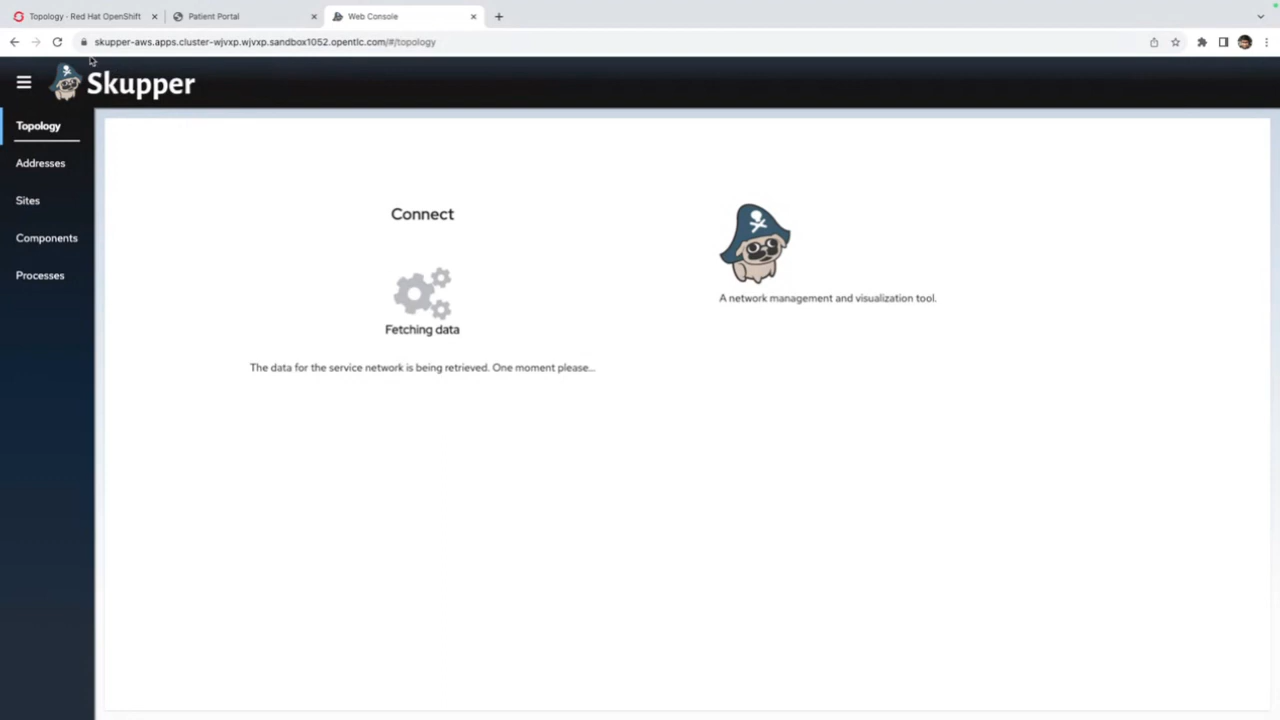 Topology · Red Hat OpenShift
Patient Portal
Web Console
skupper-aws.apps.cluster-wjvxp.wjvxp.sandbox1052.opentlc.com/#/topology
Skupper
Topology
Addresses
Sites
Components
Processes
Connect
Fetching data
The data for the service network is being retrieved. One moment please...
A network management and visualization tool.